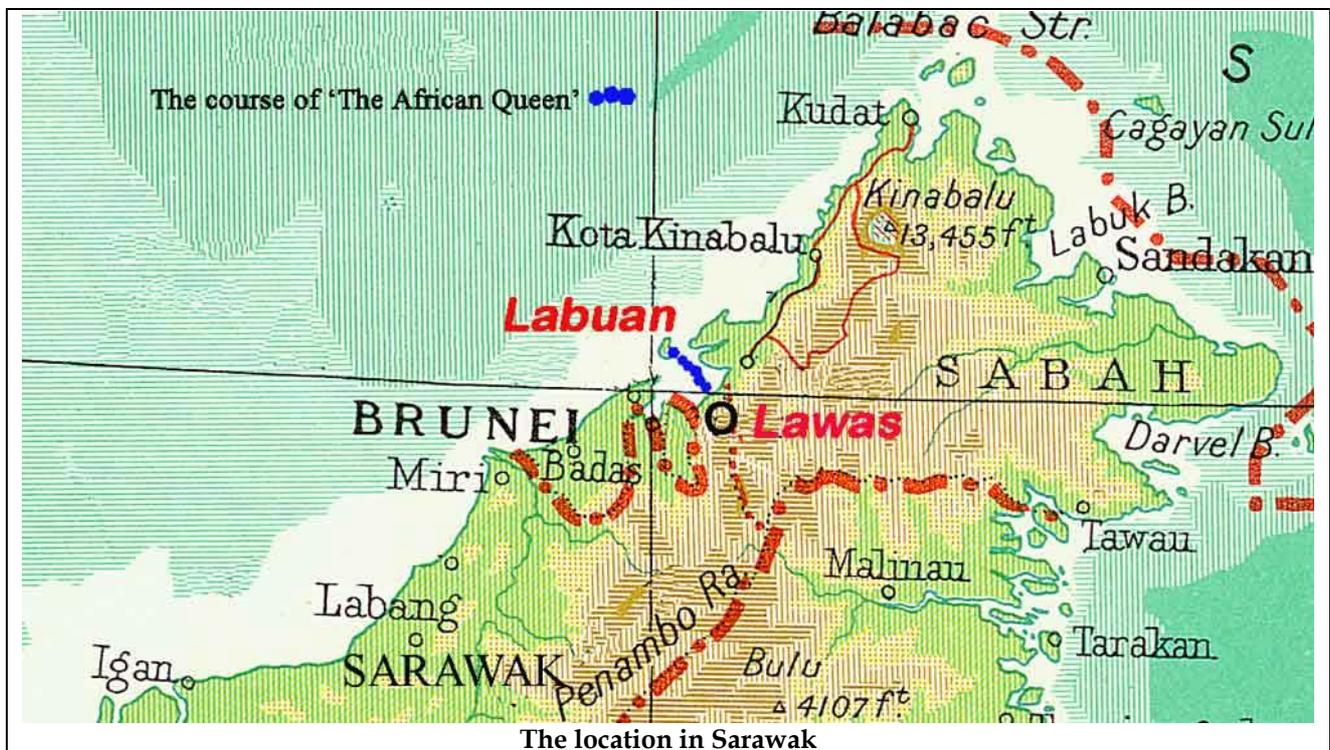 Balabac Str.
S
The course of 'The African Queen'
Kudat
Cagayan Sul
Kinabalu
13,455 ft.
Labuk B.
Kota Kinabalu
Sandakan
Labuan
SABAH
BRUNEI
Lawas
Darvel B.
Badas
Miri
Tawau
Malinau
Labang
Penambo Ra.
Tarakan
Igan
SARAWAK
Bulu
4107 ft.
The location in Sarawak